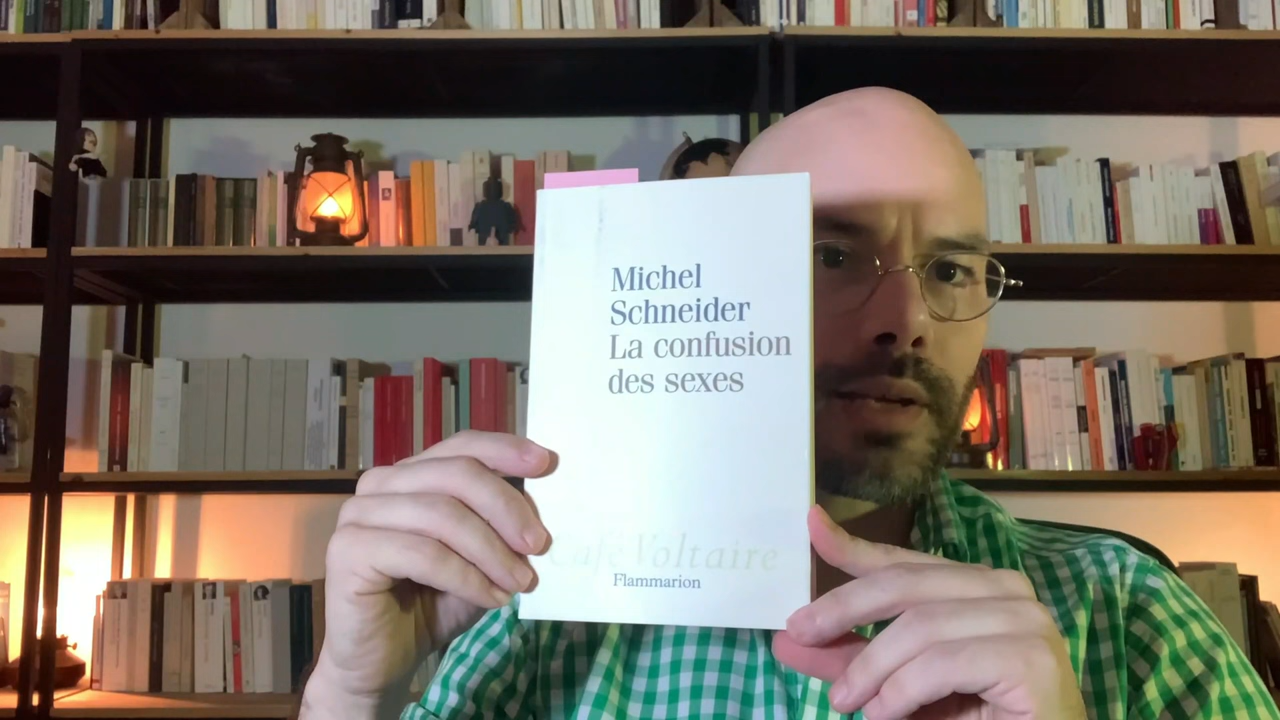 Michel
Schneider
La confusion
des sexes
Café Voltaire
Flammarion